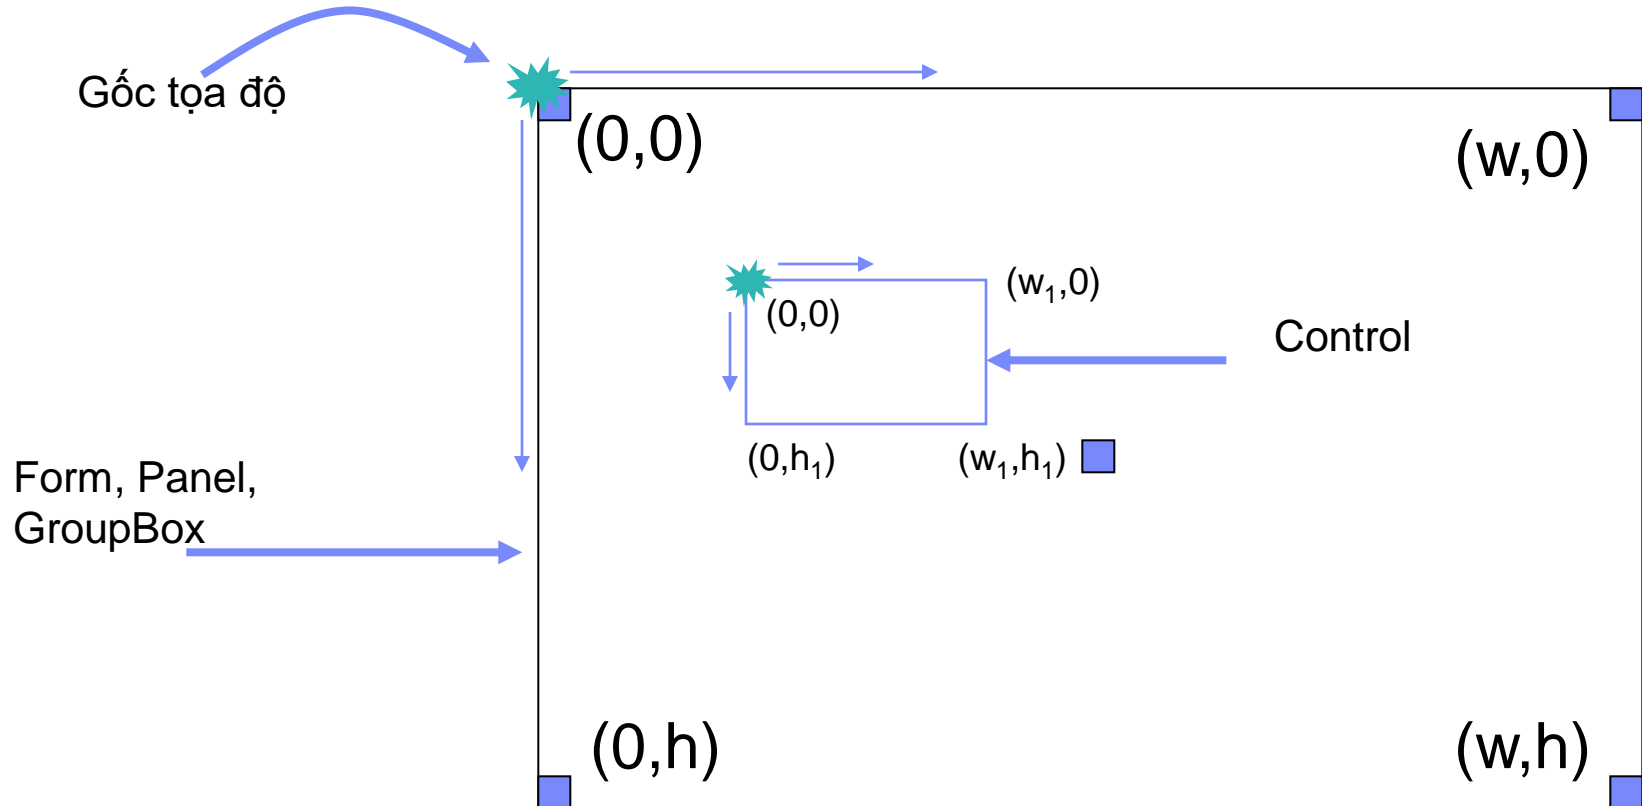 Gốc tọa độ
(0,0)
(w,0)
(0,0)
(w₁,0)
Control
(0,h₁)
(w₁,h₁)
Form, Panel,
GroupBox
(0,h)
(w,h)